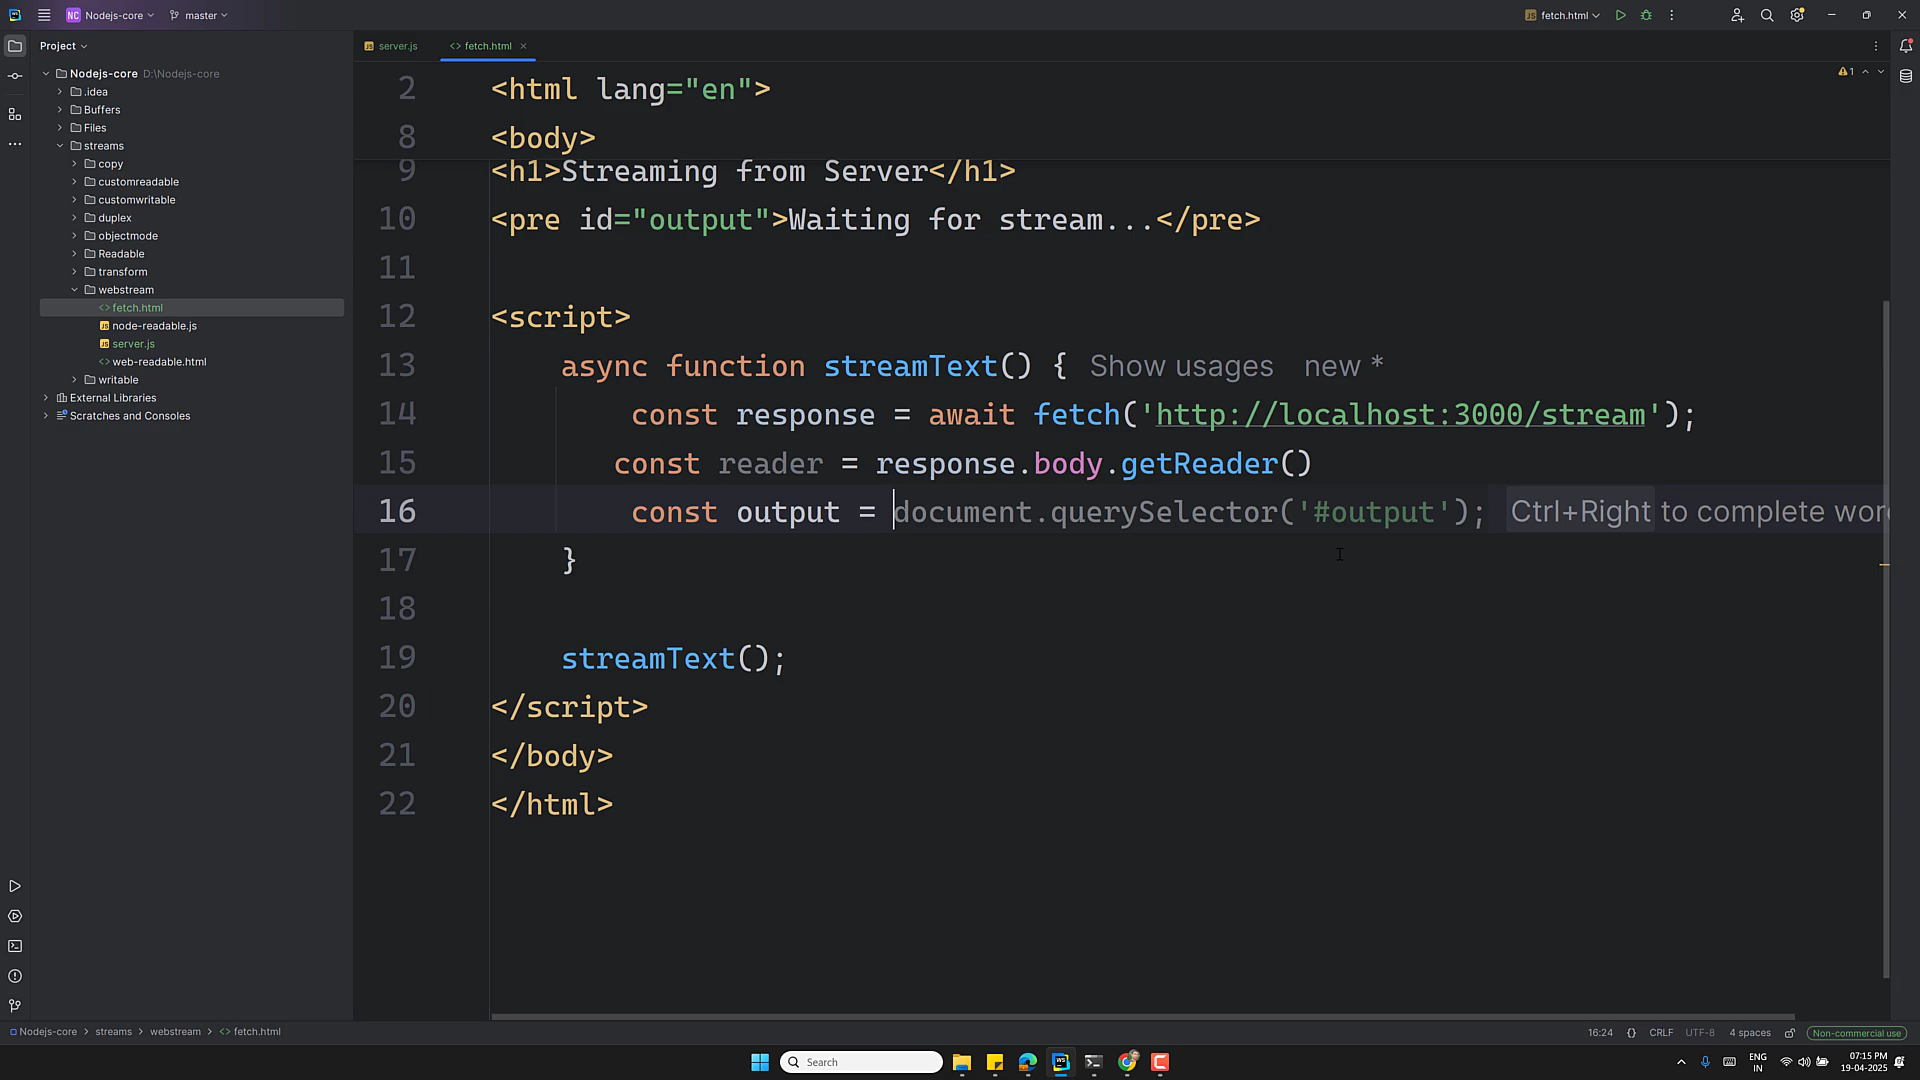 NC Nodejs-core master fetch.html
Project
server.js fetch.html
Nodejs-core D:\Nodejs-core
.idea
Buffers
Files
streams
copy
customreadable
customwritable
duplex
objectmode
Readable
transform
webstream
fetch.html
node-readable.js
server.js
web-readable.html
writable
External Libraries
Scratches and Consoles
1
2 <html lang="en">
8 <body>
9 <h1>Streaming from Server</h1>
10 <pre id="output">Waiting for stream...</pre>
11
12 <script>
13 async function streamText() { Show usages new *
14 const response = await fetch('http://localhost:3000/stream');
15 const reader = response.body.getReader()
16 const output = document.querySelector('#output'); Ctrl+Right to complete wor
17 }
18
19 streamText();
20 </script>
21 </body>
22 </html>
Nodejs-core > streams > webstream > fetch.html
16:24 {} CRLF UTF-8 4 spaces Non-commercial use
Search
WS
ENG
IN
07:15 PM
19-04-2025